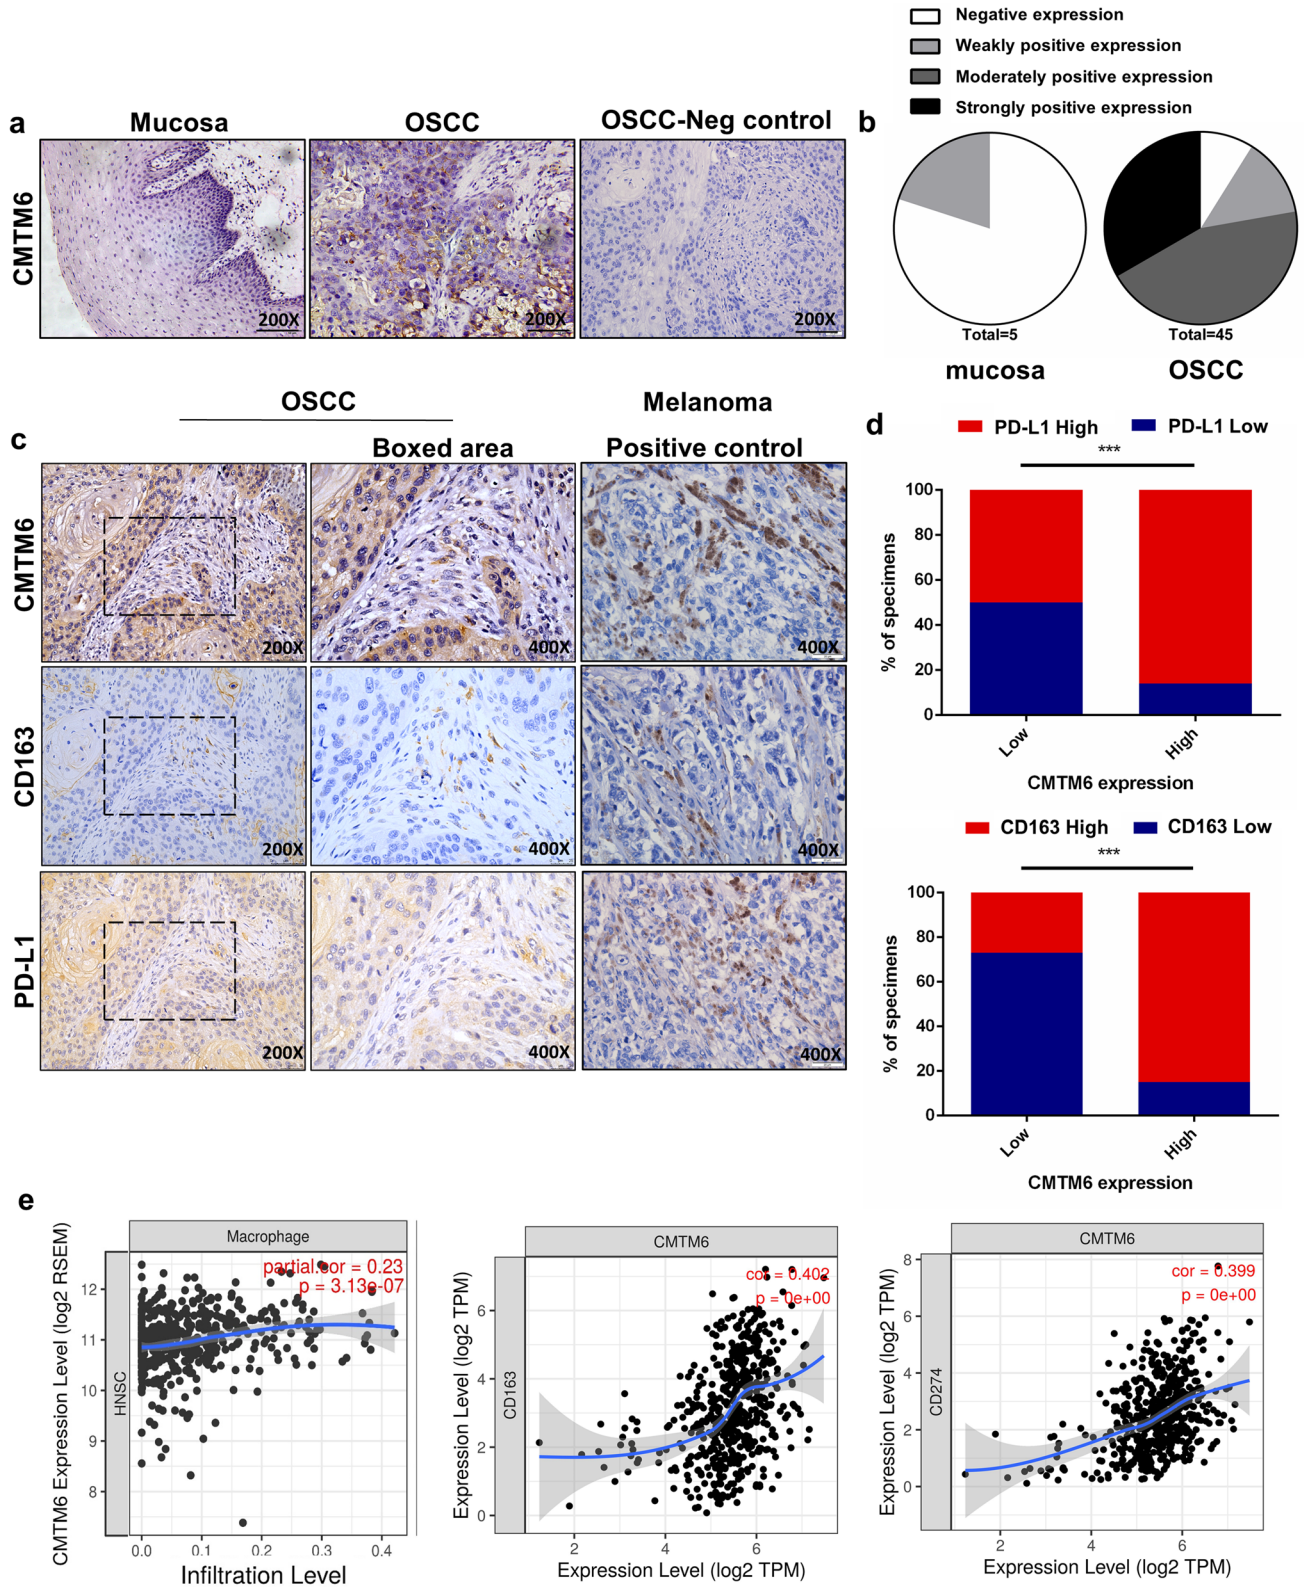 Negative expression
Weakly positive expression
Moderately positive expression
Strongly positive expression
a
Mucosa
OSCC
OSCC-Neg control
b
CMTM6
200X
200X
200X
Total=5
Total=45
mucosa
OSCC
OSCC
Melanoma
c
Boxed area
Positive control
CMTM6
200X
400X
400X
CD163
200X
400X
400X
PD-L1
200X
400X
400X
d
PD-L1 High
PD-L1 Low
***
% of specimens
100
80
60
40
20
0
Low
High
CMTM6 expression
CD163 High
CD163 Low
***
% of specimens
100
80
60
40
20
0
Low
High
CMTM6 expression
e
Macrophage
partial.cor = 0.23
p = 3.13e-07
HNSC
CMTM6 Expression Level (log2 RSEM)
12
11
10
9
8
0.0
0.1
0.2
0.3
0.4
Infiltration Level
CMTM6
cor = 0.402
p = 0e+00
CD163
Expression Level (log2 TPM)
6
4
2
0
2
4
6
Expression Level (log2 TPM)
CMTM6
cor = 0.399
p = 0e+00
CD274
Expression Level (log2 TPM)
8
6
4
2
0
2
4
6
Expression Level (log2 TPM)